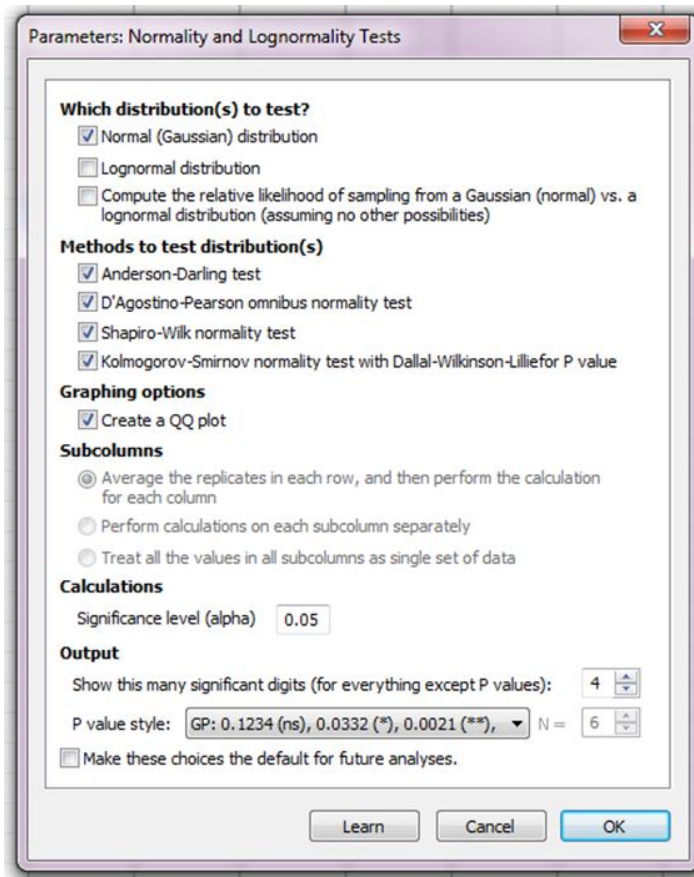 Parameters: Normality and Lognormality Tests
Which distribution(s) to test?
Normal (Gaussian) distribution
Lognormal distribution
Compute the relative likelihood of sampling from a Gaussian (normal) vs. a
lognormal distribution (assuming no other possibilities)
Methods to test distribution(s)
Anderson-Darling test
D'Agostino-Pearson omnibus normality test
Shapiro-Wilk normality test
Kolmogorov-Smirnov normality test with Dallal-Wilkinson-Lilliefor P value
Graphing options
Create a QQ plot
Subcolumns
Average the replicates in each row, and then perform the calculation
for each column
Perform calculations on each subcolumn separately
Treat all the values in all subcolumns as single set of data
Calculations
Significance level (alpha) 0.05
Output
Show this many significant digits (for everything except P values): 4
P value style: GP: 0.1234 (ns), 0.0332 (*), 0.0021 (**), N = 6
Make these choices the default for future analyses.
Learn Cancel OK